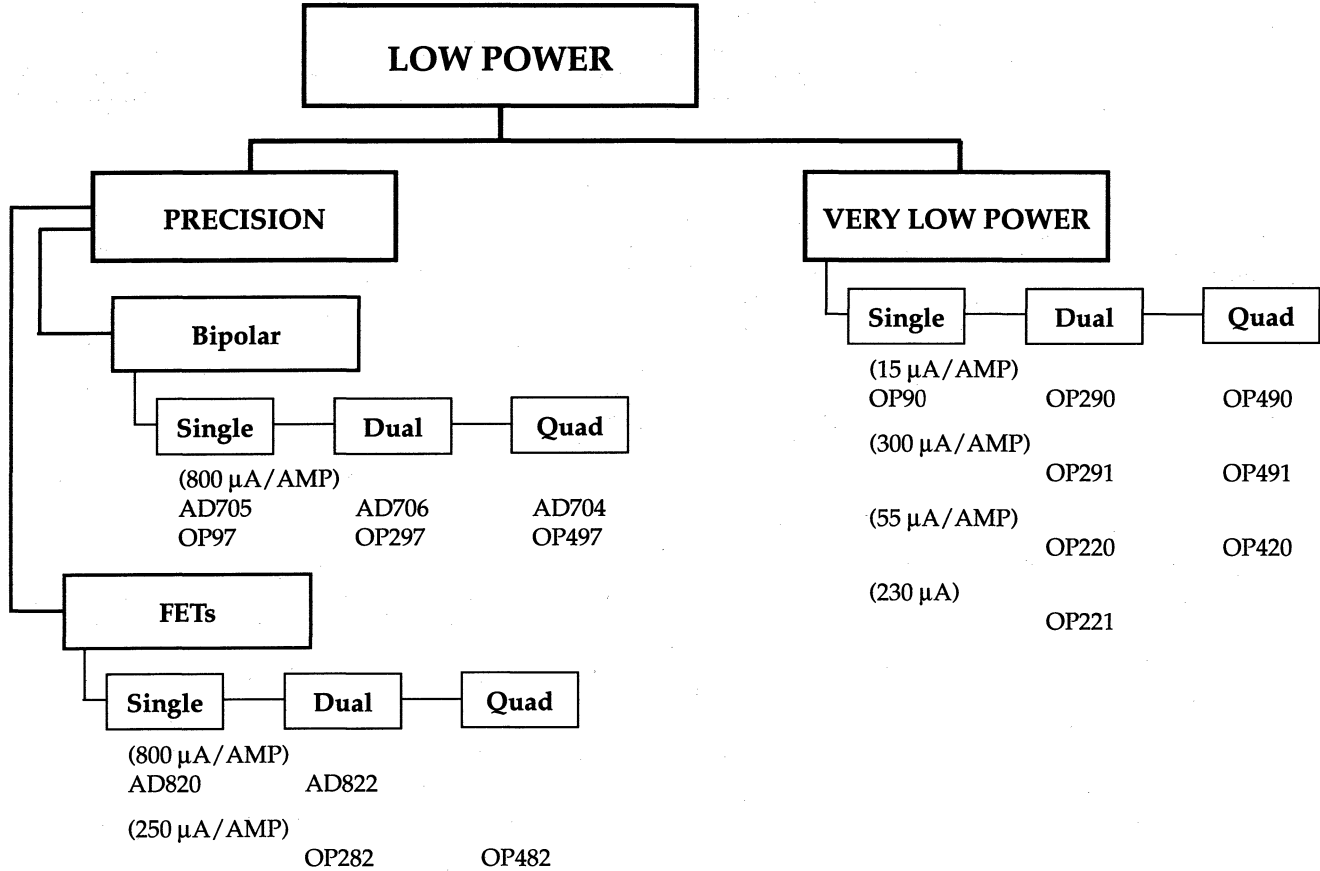 LOW POWER
PRECISION
VERY LOW POWER
Bipolar
Single Dual Quad
(800 µA/AMP)
AD705 AD706 AD704
OP97 OP297 OP497
FETs
Single Dual Quad
(800 µA/AMP)
AD820 AD822
(250 µA/AMP)
OP282 OP482
Single Dual Quad
(15 µA/AMP)
OP90 OP290 OP490
(300 µA/AMP)
OP291 OP491
(55 µA/AMP)
OP220 OP420
(230 µA)
OP221